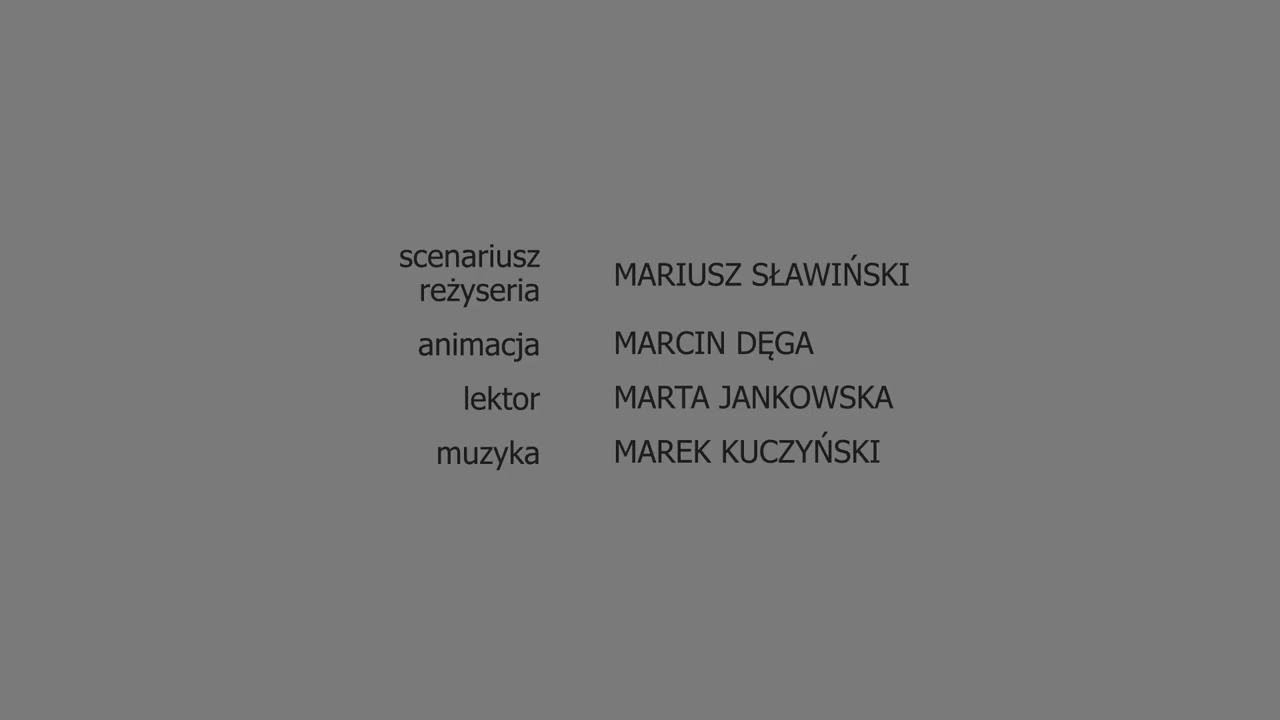 scenariusz
reżyseria
MARIUSZ SŁAWIŃSKI
animacja MARCIN DĘGA
lektor MARTA JANKOWSKA
muzyka MAREK KUCZYŃSKI